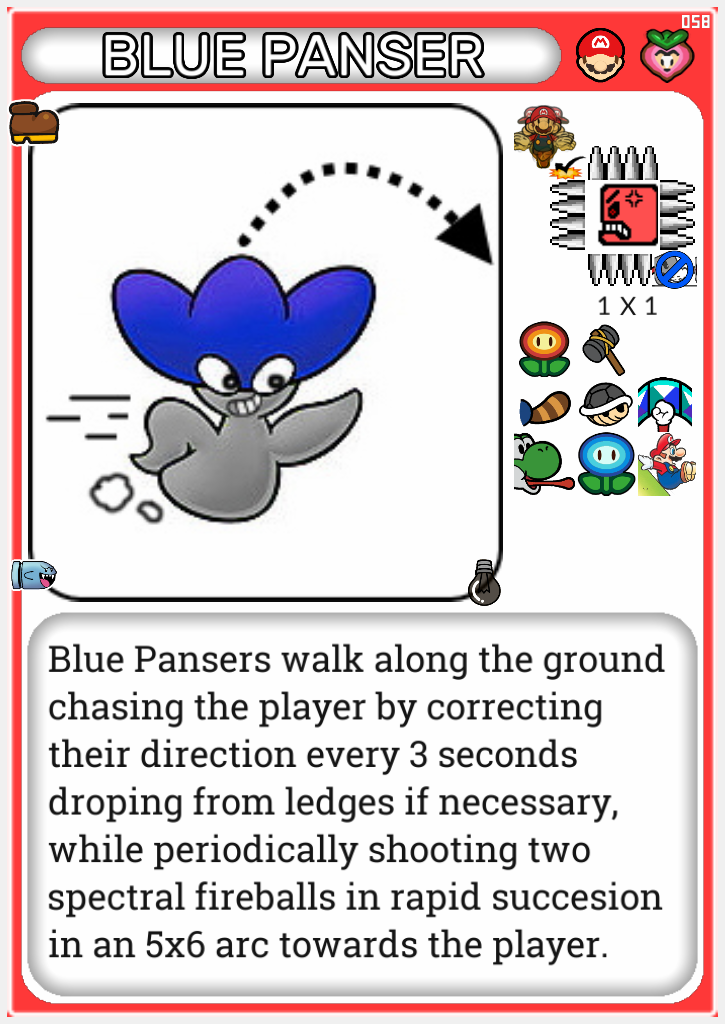 058
BLUE PANSER
1 X 1
Blue Pansers walk along the ground
chasing the player by correcting
their direction every 3 seconds
droping from ledges if necessary,
while periodically shooting two
spectral fireballs in rapid succesion
in an 5x6 arc towards the player.